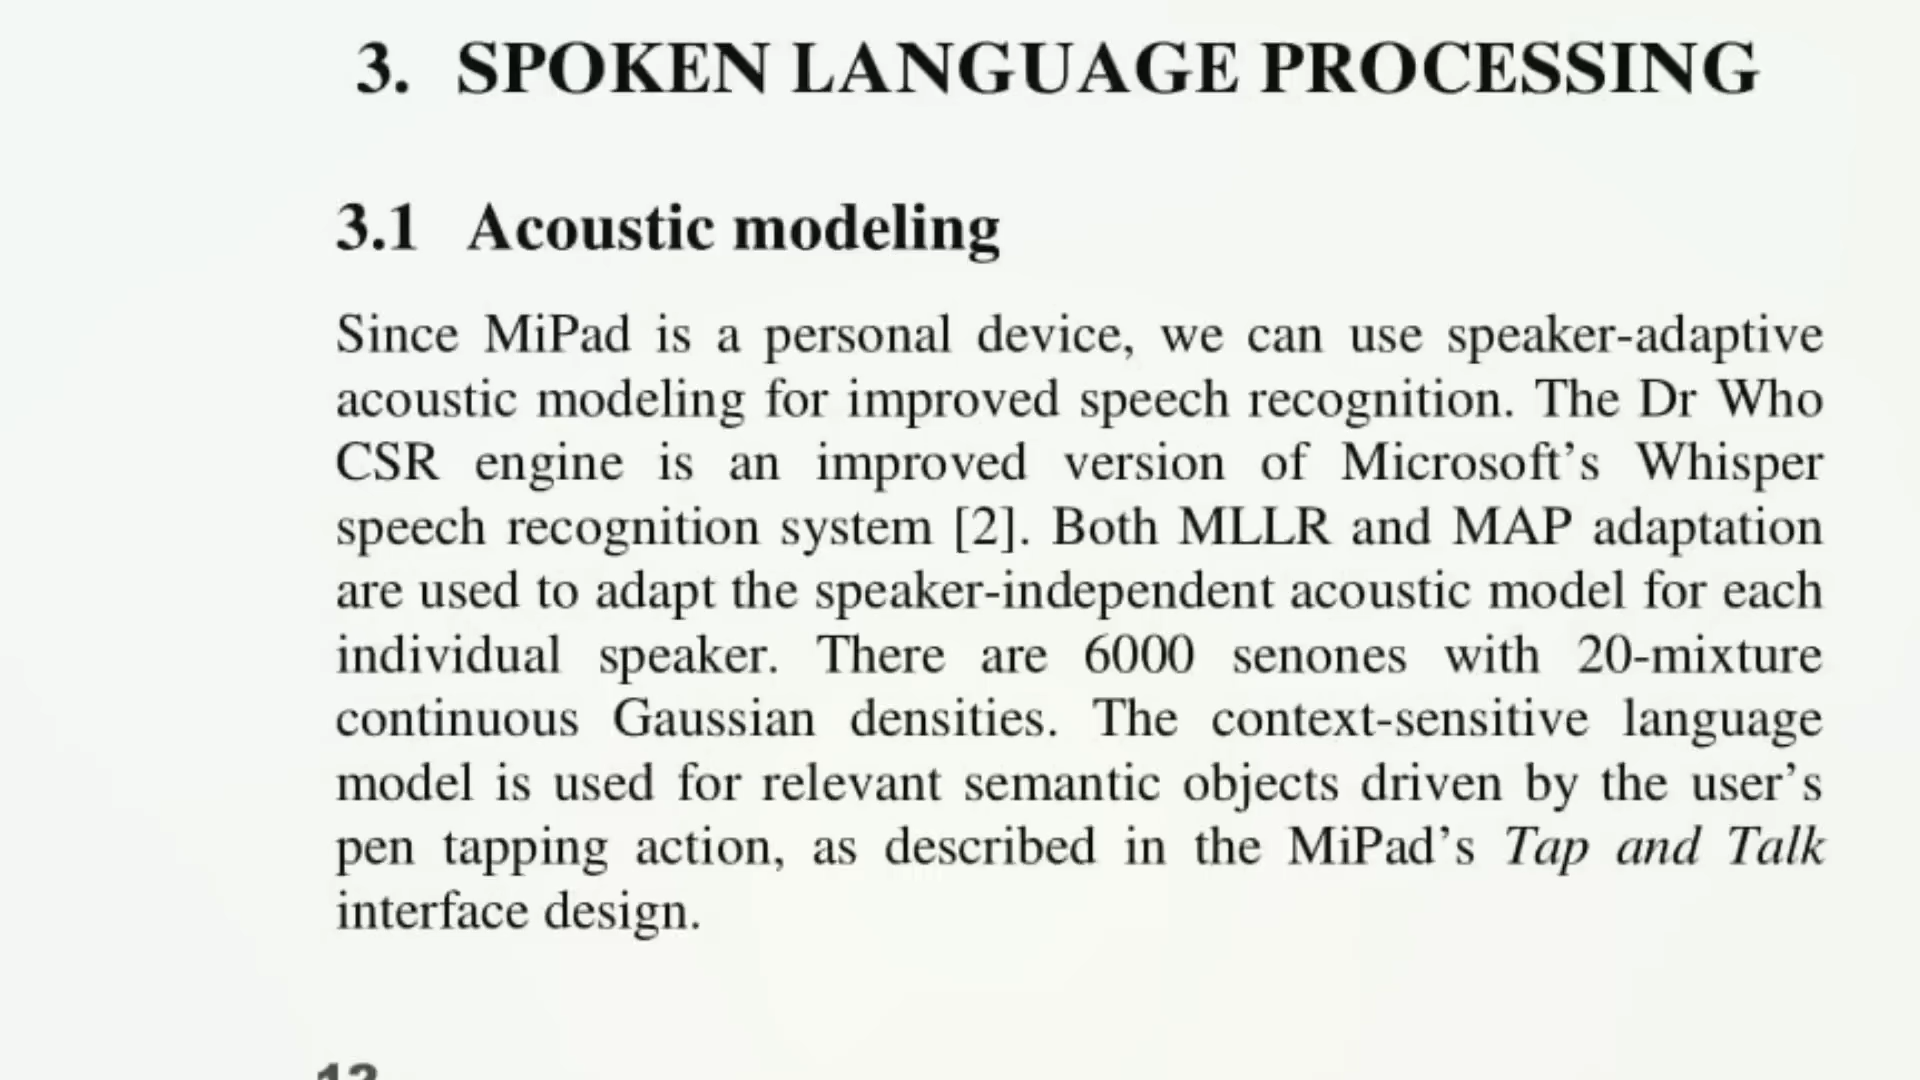 3. SPOKEN LANGUAGE PROCESSING
3.1 Acoustic modeling
Since MiPad is a personal device, we can use speaker-adaptive
acoustic modeling for improved speech recognition. The Dr Who
CSR engine is an improved version of Microsoft's Whisper
speech recognition system [2]. Both MLLR and MAP adaptation
are used to adapt the speaker-independent acoustic model for each
individual speaker. There are 6000 senones with 20-mixture
continuous Gaussian densities. The context-sensitive language
model is used for relevant semantic objects driven by the user's
pen tapping action, as described in the MiPad's Tap and Talk
interface design.